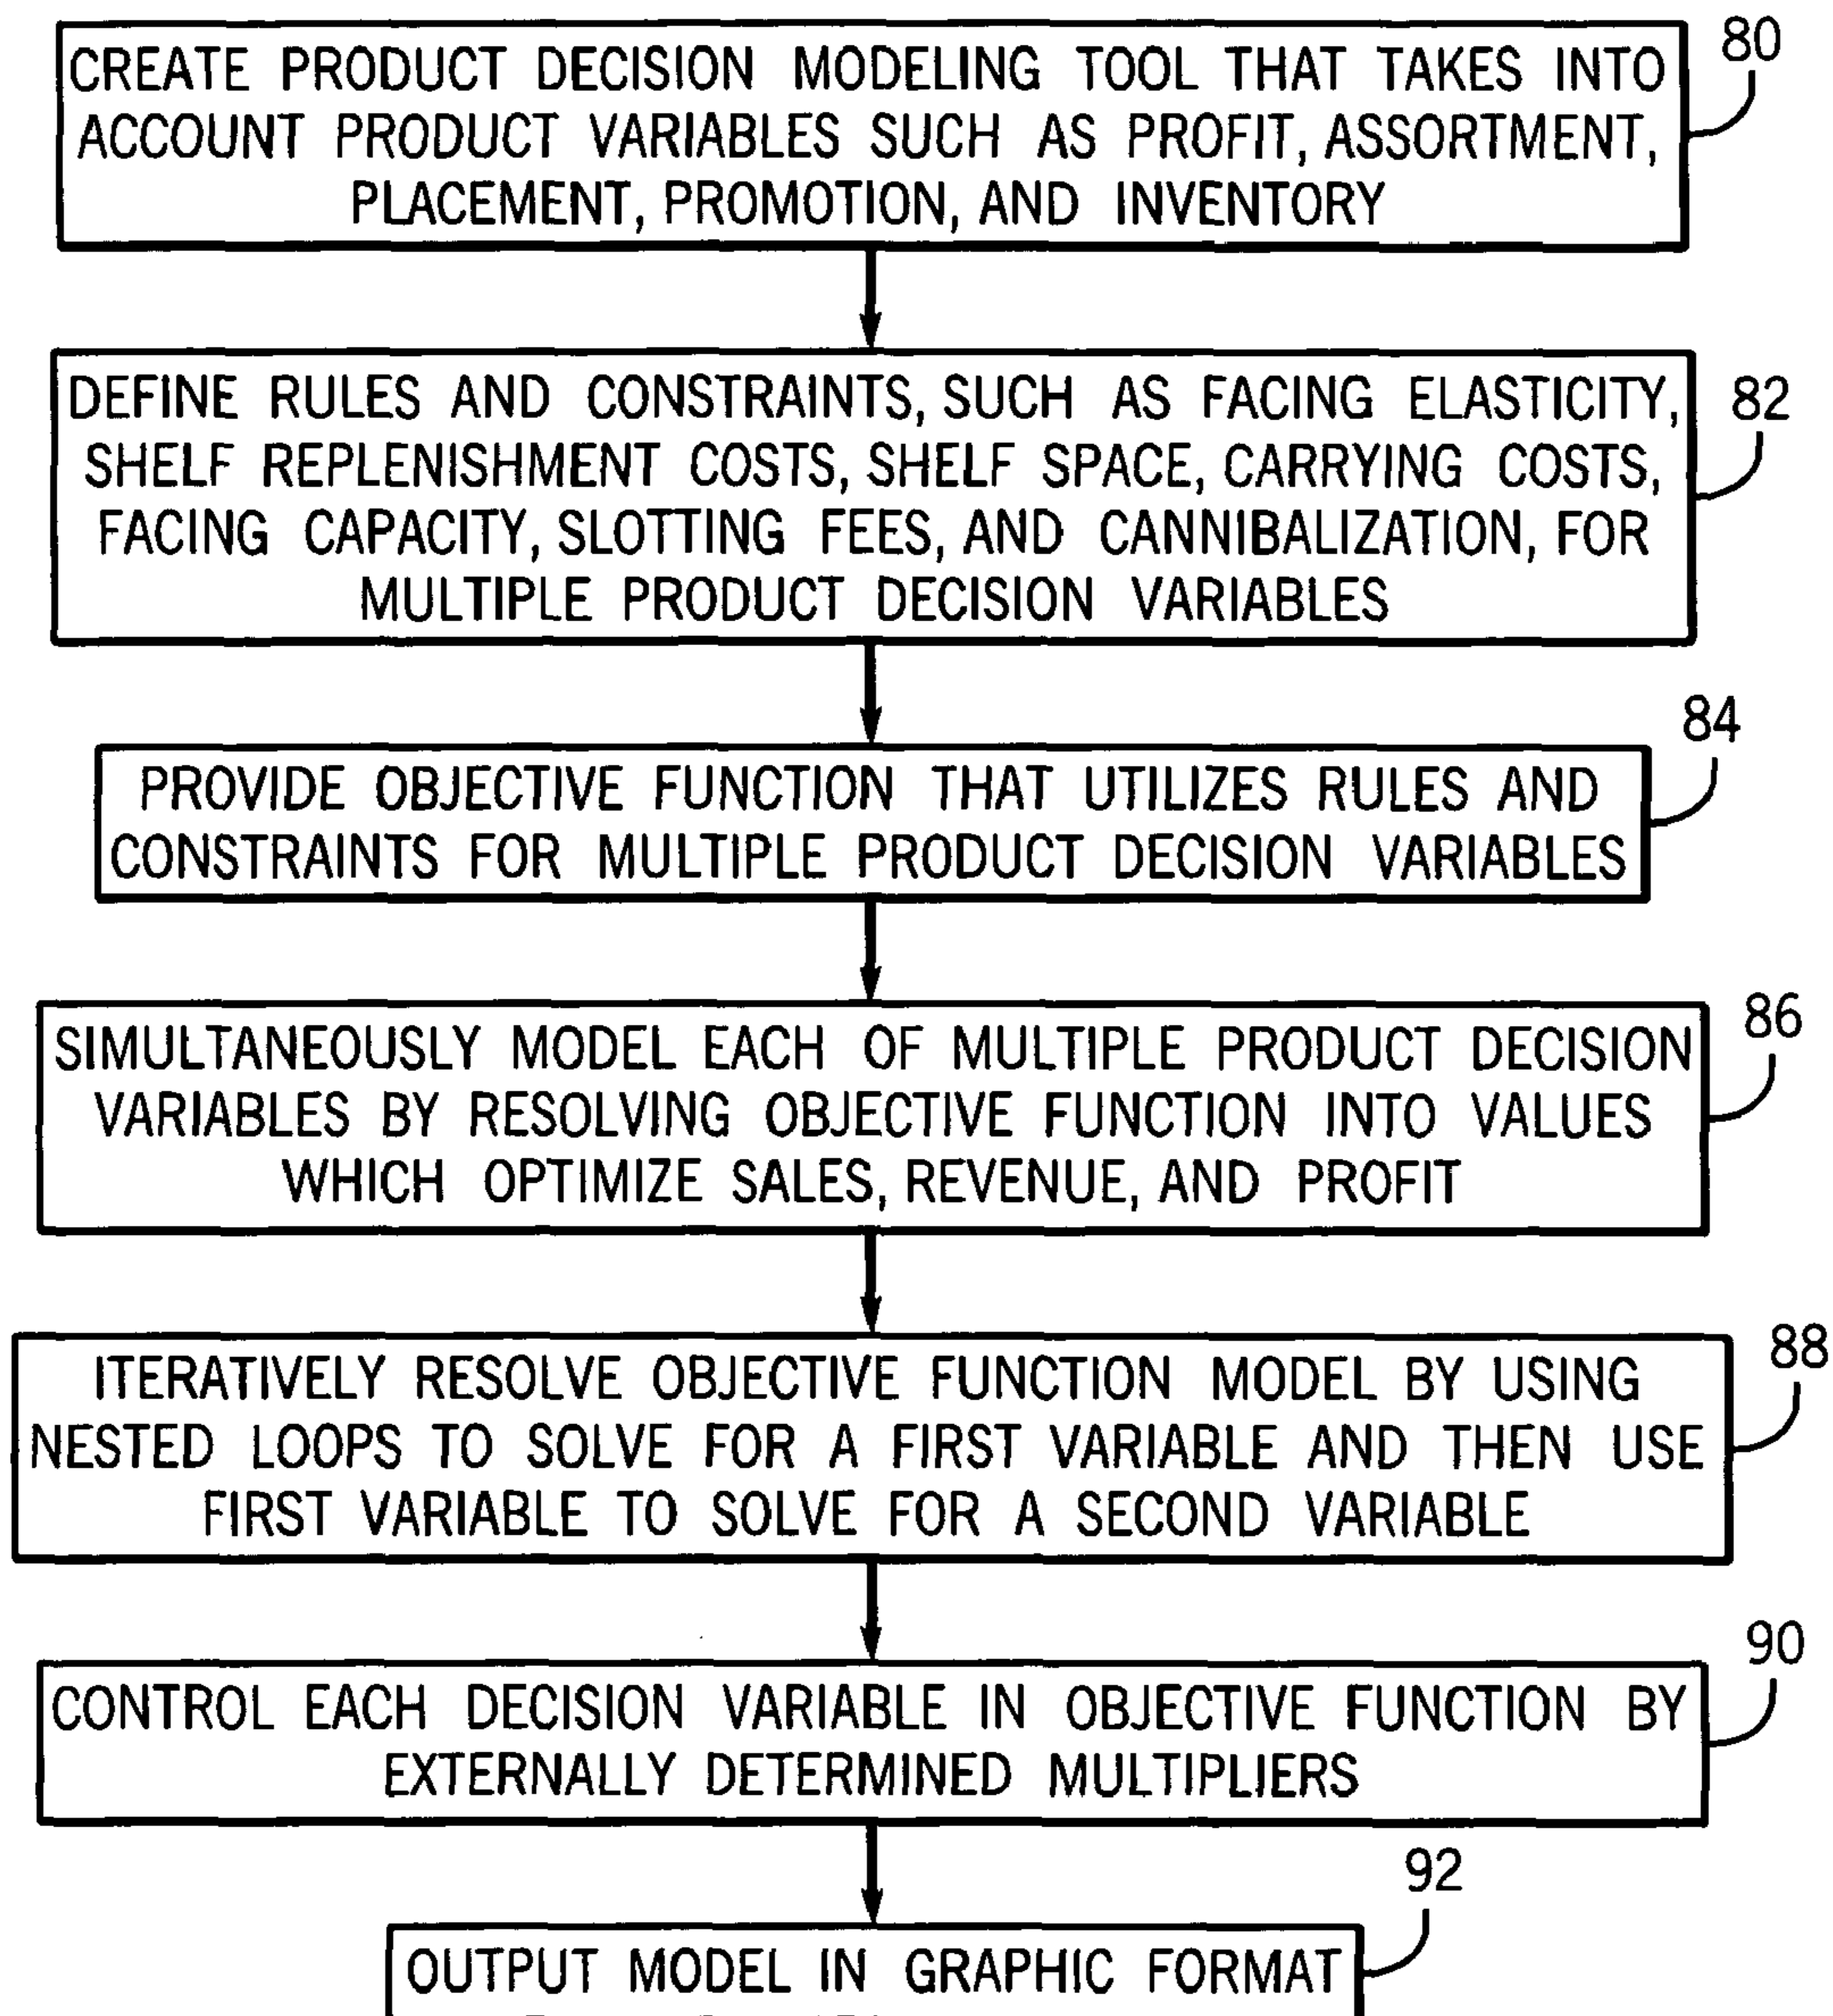 80
CREATE PRODUCT DECISION MODELING TOOL THAT TAKES INTO
ACCOUNT PRODUCT VARIABLES SUCH AS PROFIT, ASSORTMENT,
PLACEMENT, PROMOTION, AND INVENTORY
82
DEFINE RULES AND CONSTRAINTS, SUCH AS FACING ELASTICITY,
SHELF REPLENISHMENT COSTS, SHELF SPACE, CARRYING COSTS,
FACING CAPACITY, SLOTTING FEES, AND CANNIBALIZATION, FOR
MULTIPLE PRODUCT DECISION VARIABLES
84
PROVIDE OBJECTIVE FUNCTION THAT UTILIZES RULES AND
CONSTRAINTS FOR MULTIPLE PRODUCT DECISION VARIABLES
86
SIMULTANEOUSLY MODEL EACH OF MULTIPLE PRODUCT DECISION
VARIABLES BY RESOLVING OBJECTIVE FUNCTION INTO VALUES
WHICH OPTIMIZE SALES, REVENUE, AND PROFIT
88
ITERATIVELY RESOLVE OBJECTIVE FUNCTION MODEL BY USING
NESTED LOOPS TO SOLVE FOR A FIRST VARIABLE AND THEN USE
FIRST VARIABLE TO SOLVE FOR A SECOND VARIABLE
90
CONTROL EACH DECISION VARIABLE IN OBJECTIVE FUNCTION BY
EXTERNALLY DETERMINED MULTIPLIERS
92
OUTPUT MODEL IN GRAPHIC FORMAT